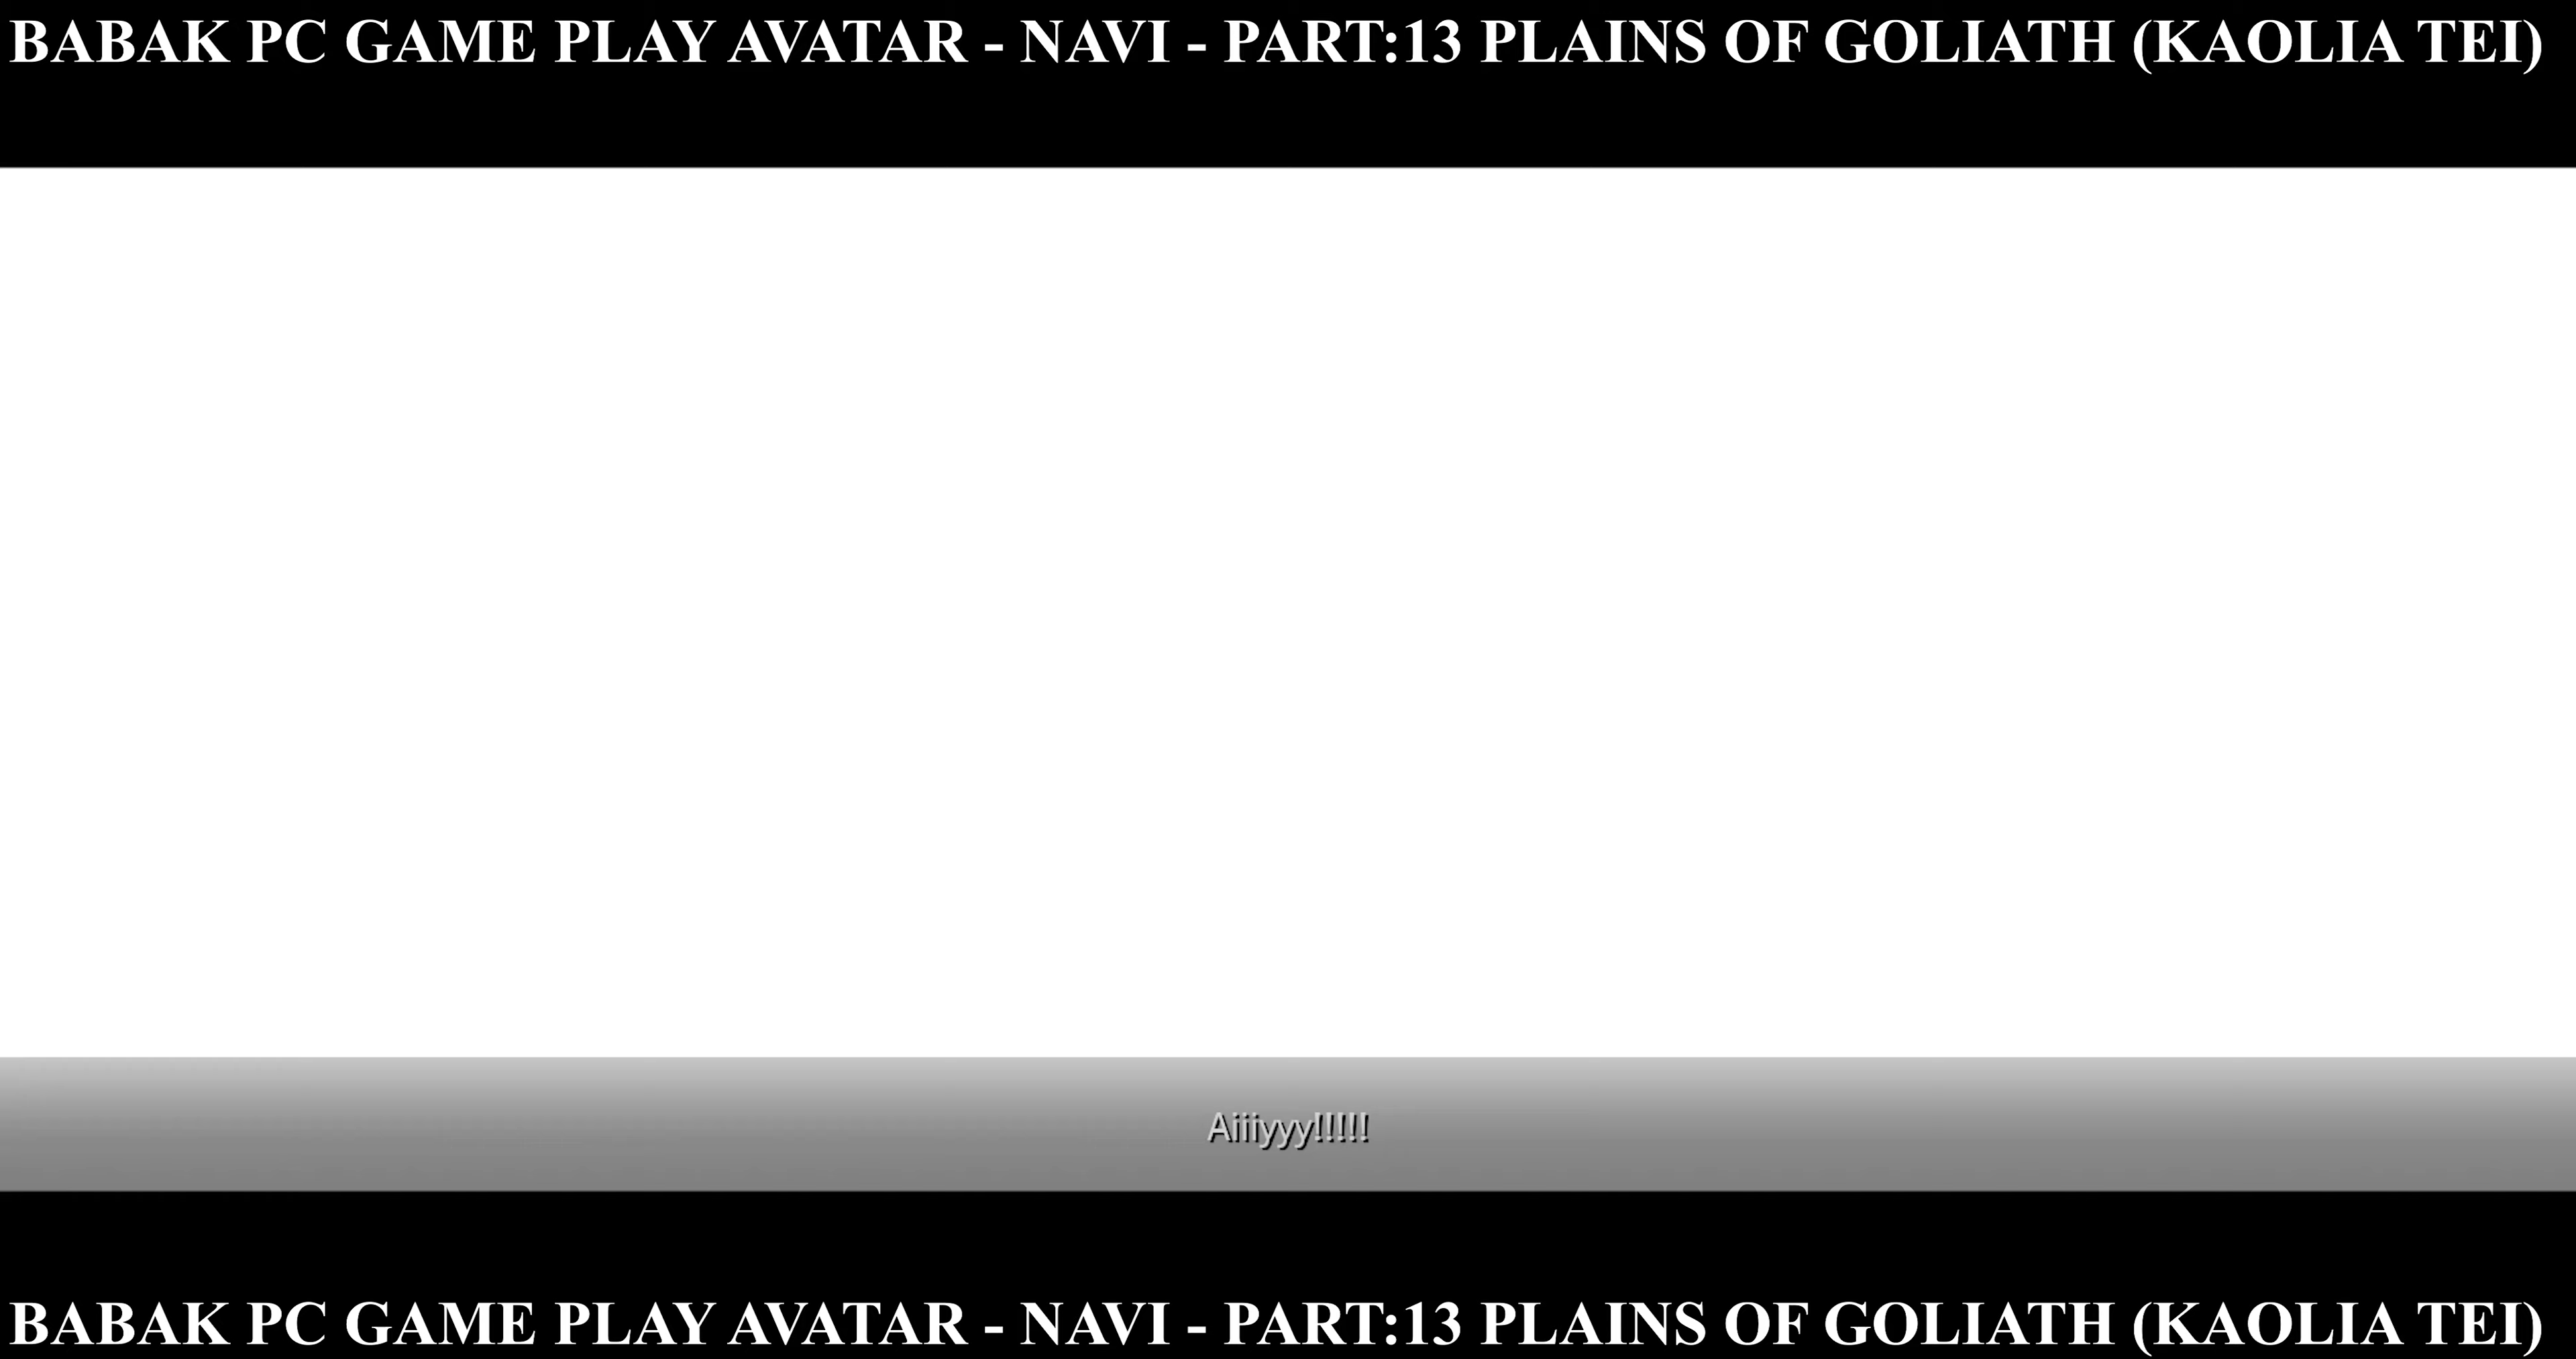 BABAK PC GAME PLAY AVATAR - NAVI - PART:13 PLAINS OF GOLIATH (KAOLIA TEI)
Aiiiyyy!!!!!
BABAK PC GAME PLAY AVATAR - NAVI - PART:13 PLAINS OF GOLIATH (KAOLIA TEI)